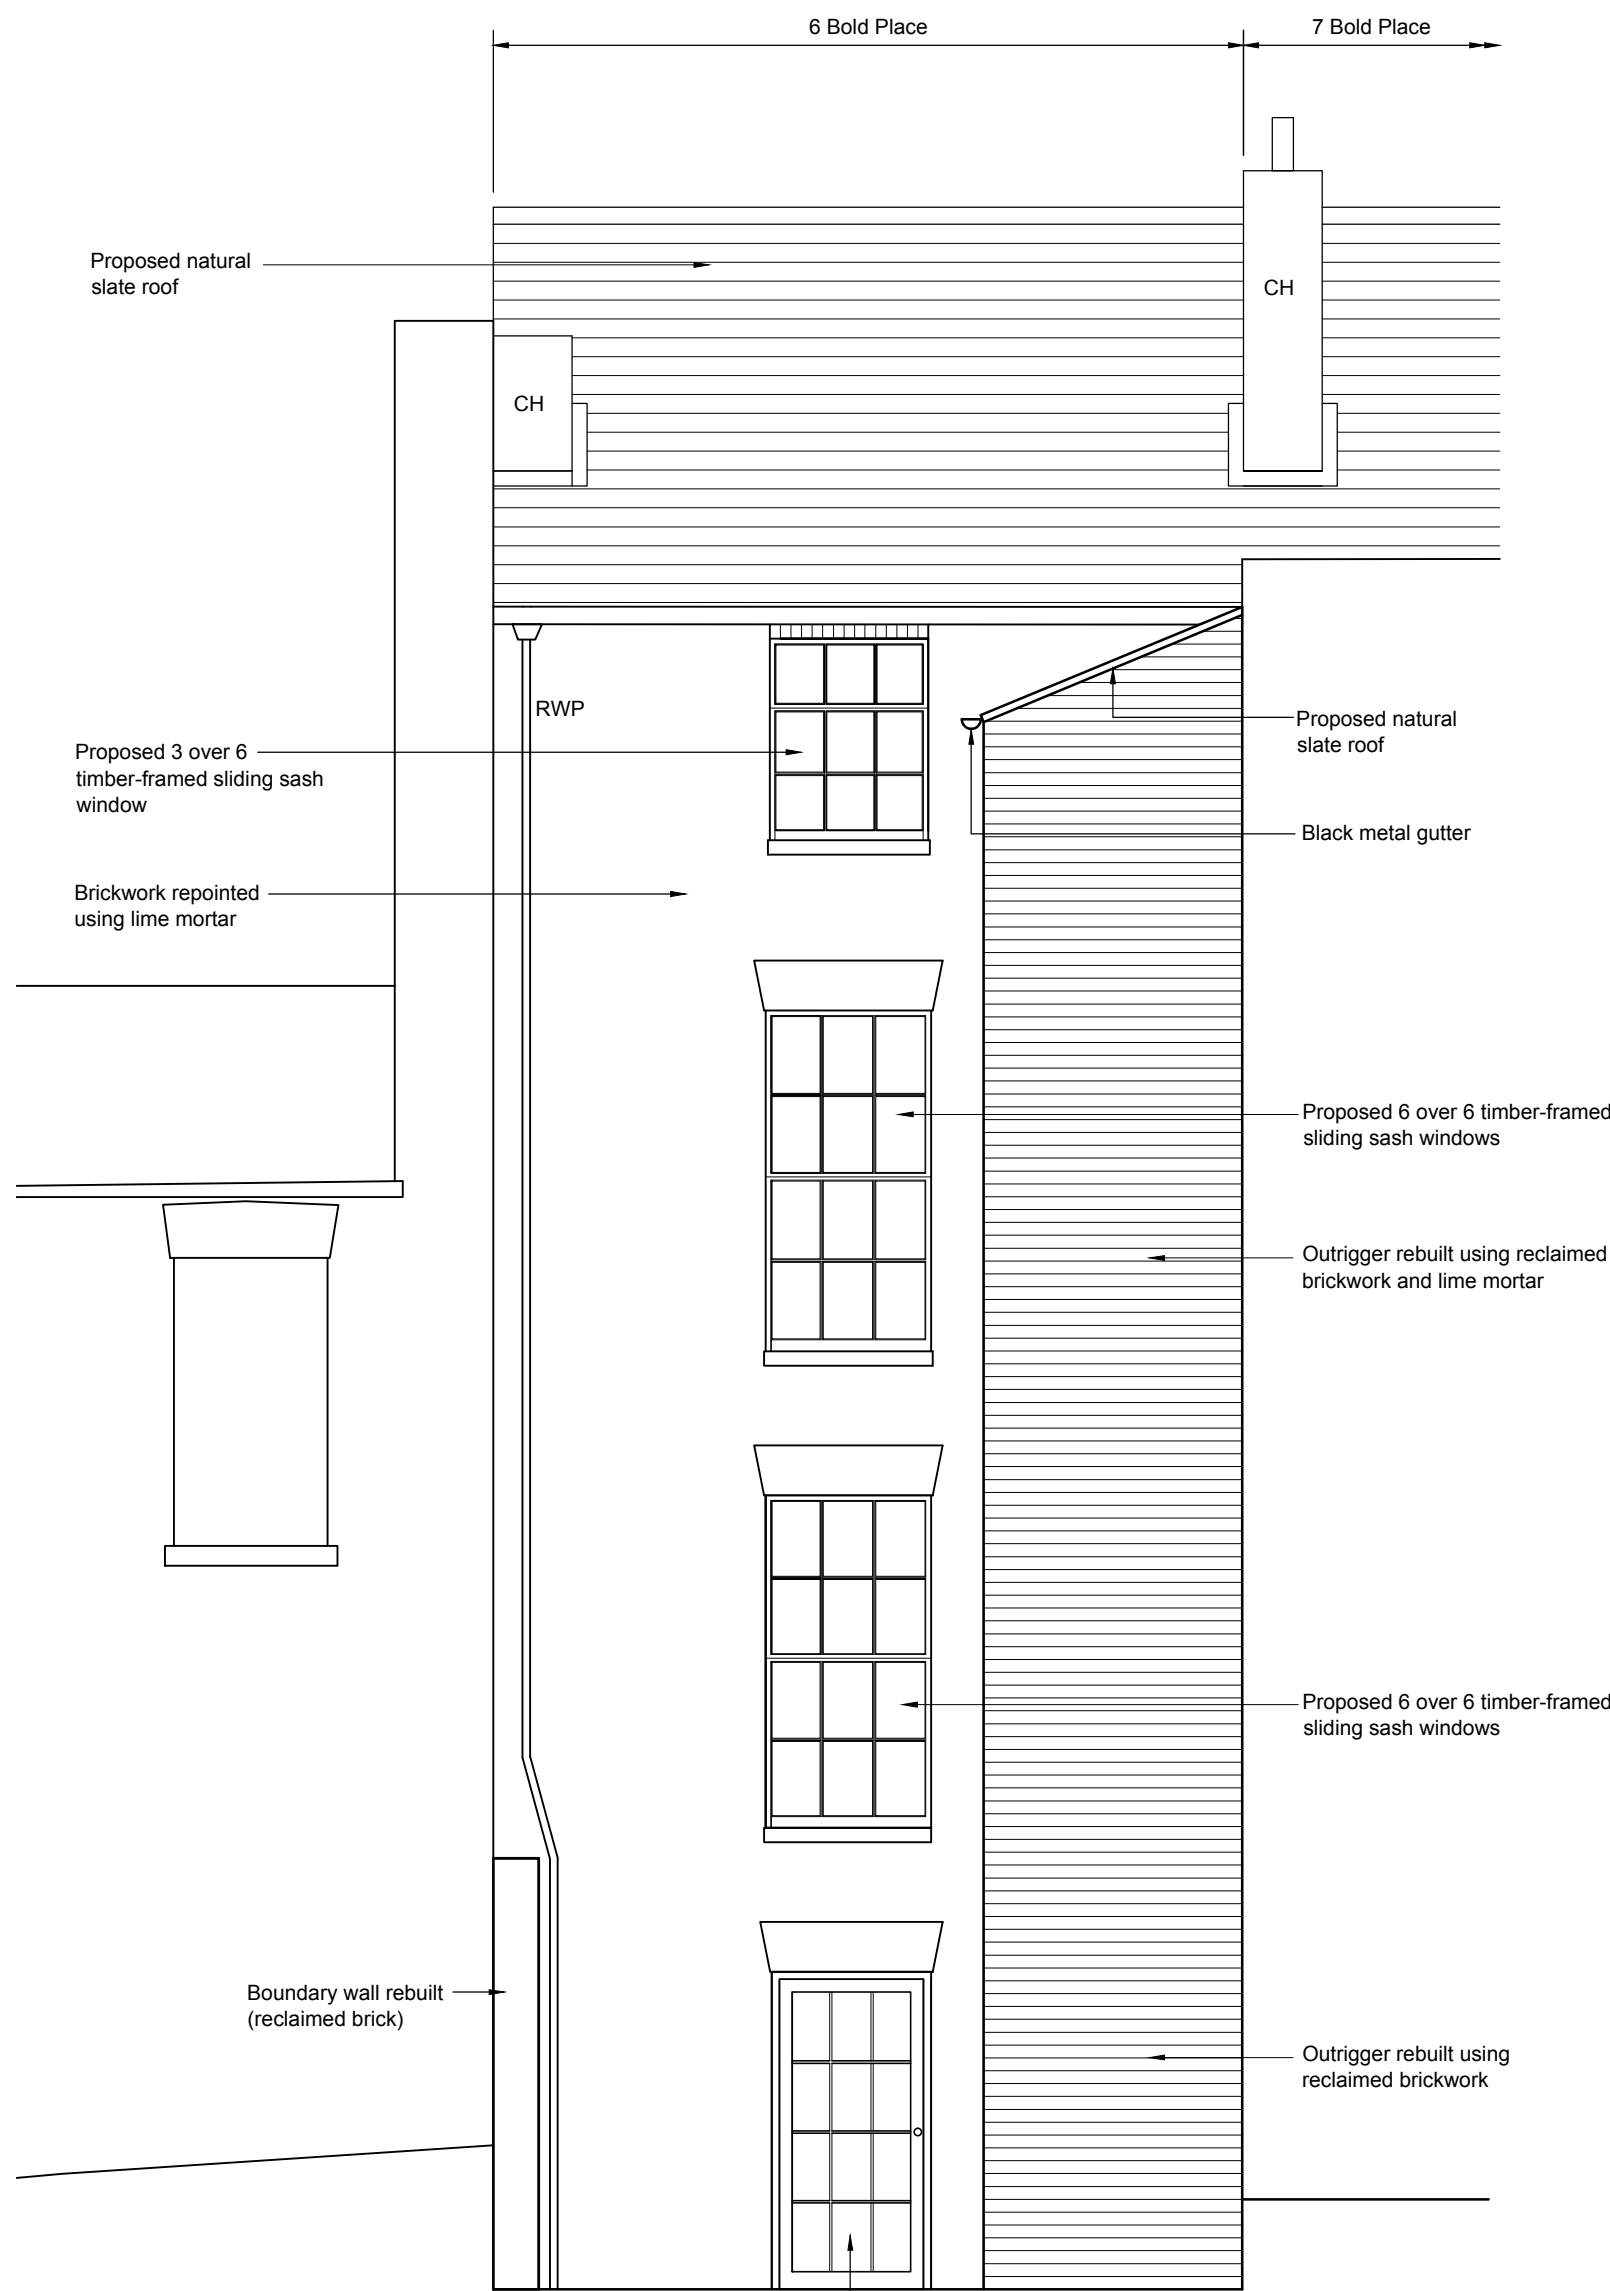 6 Bold Place
7 Bold Place
Proposed natural
slate roof
CH
CH
RWP
Proposed natural
slate roof
Proposed 3 over 6
timber-framed sliding sash
window
Black metal gutter
Brickwork repointed
using lime mortar
Proposed 6 over 6 timber-framed
sliding sash windows
Outrigger rebuilt using reclaimed
brickwork and lime mortar
Proposed 6 over 6 timber-framed
sliding sash windows
Boundary wall rebuilt
(reclaimed brick)
Outrigger rebuilt using
reclaimed brickwork